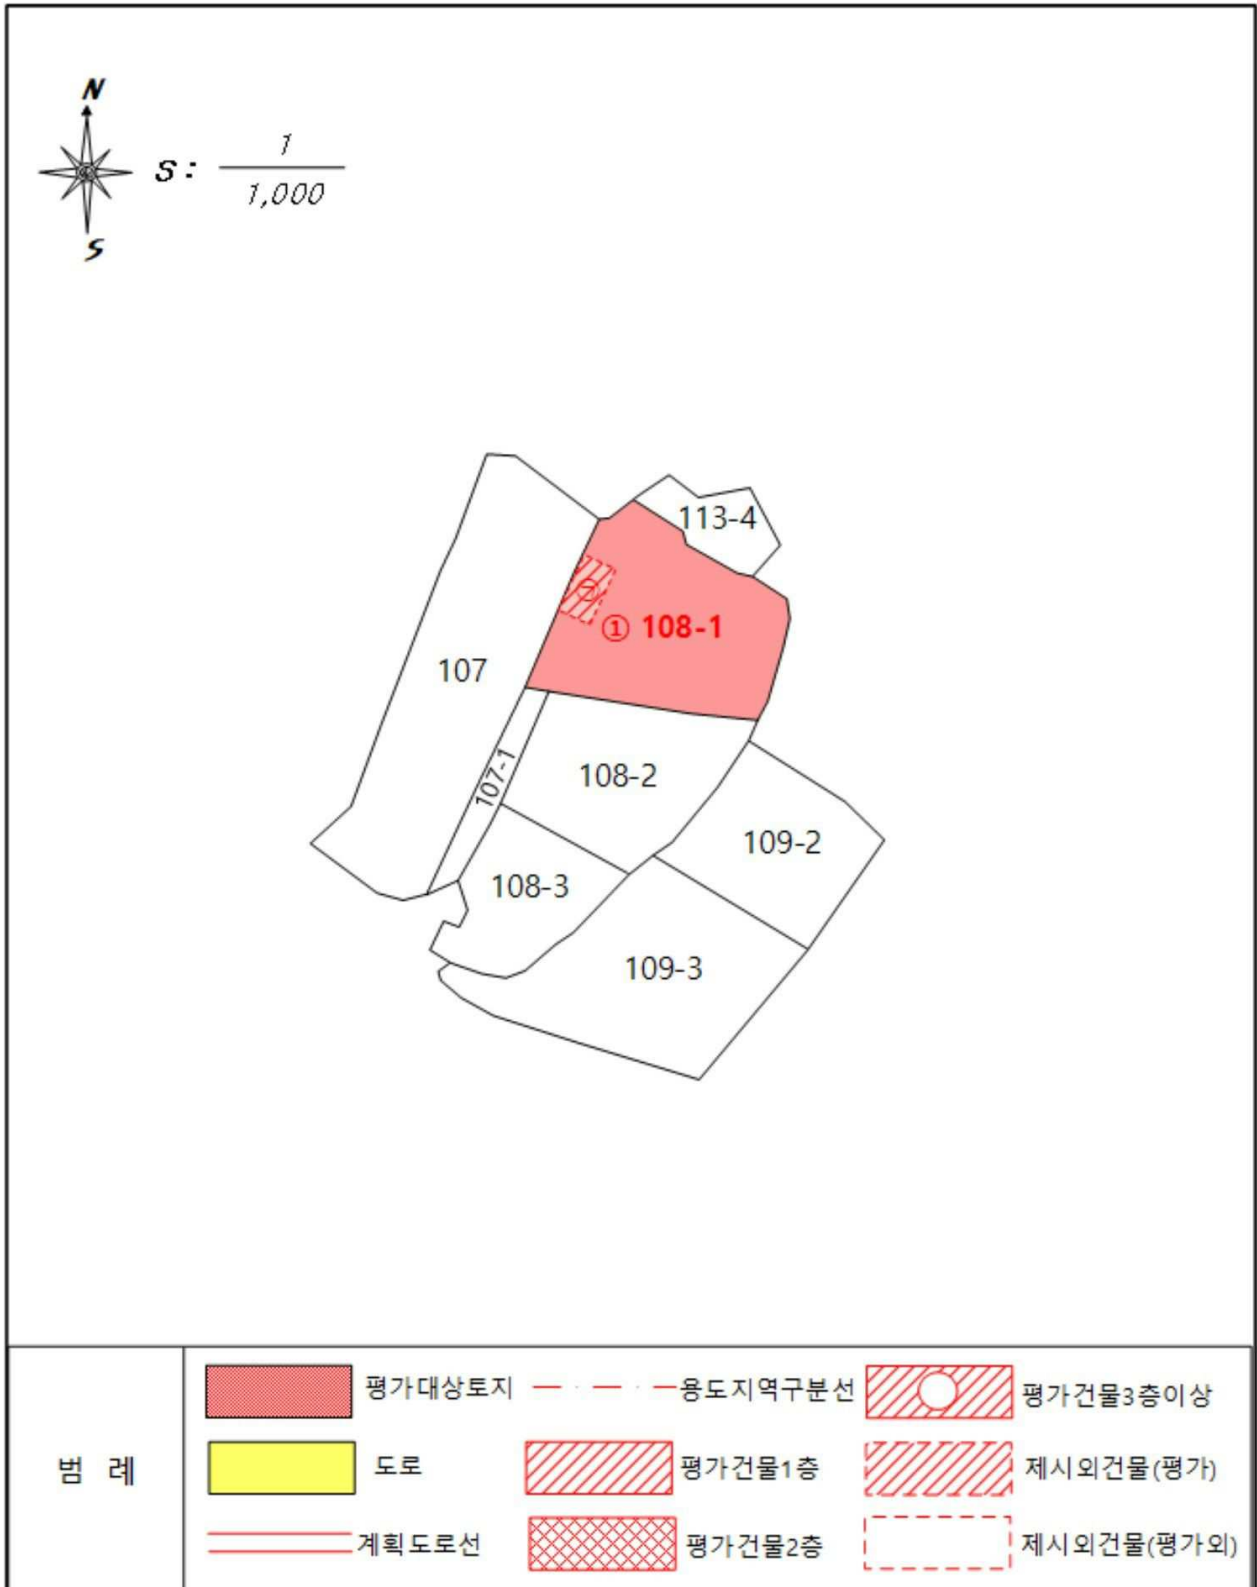 N
S: 1
1,000
S
113-4
㉠
① 108-1
107
107-1
108-2
109-2
108-3
109-3
범 례
평가대상토지
용도지역구분선
평가건물3층이상
도로
평가건물1층
제시외건물(평가)
계획도로선
평가건물2층
제시외건물(평가외)